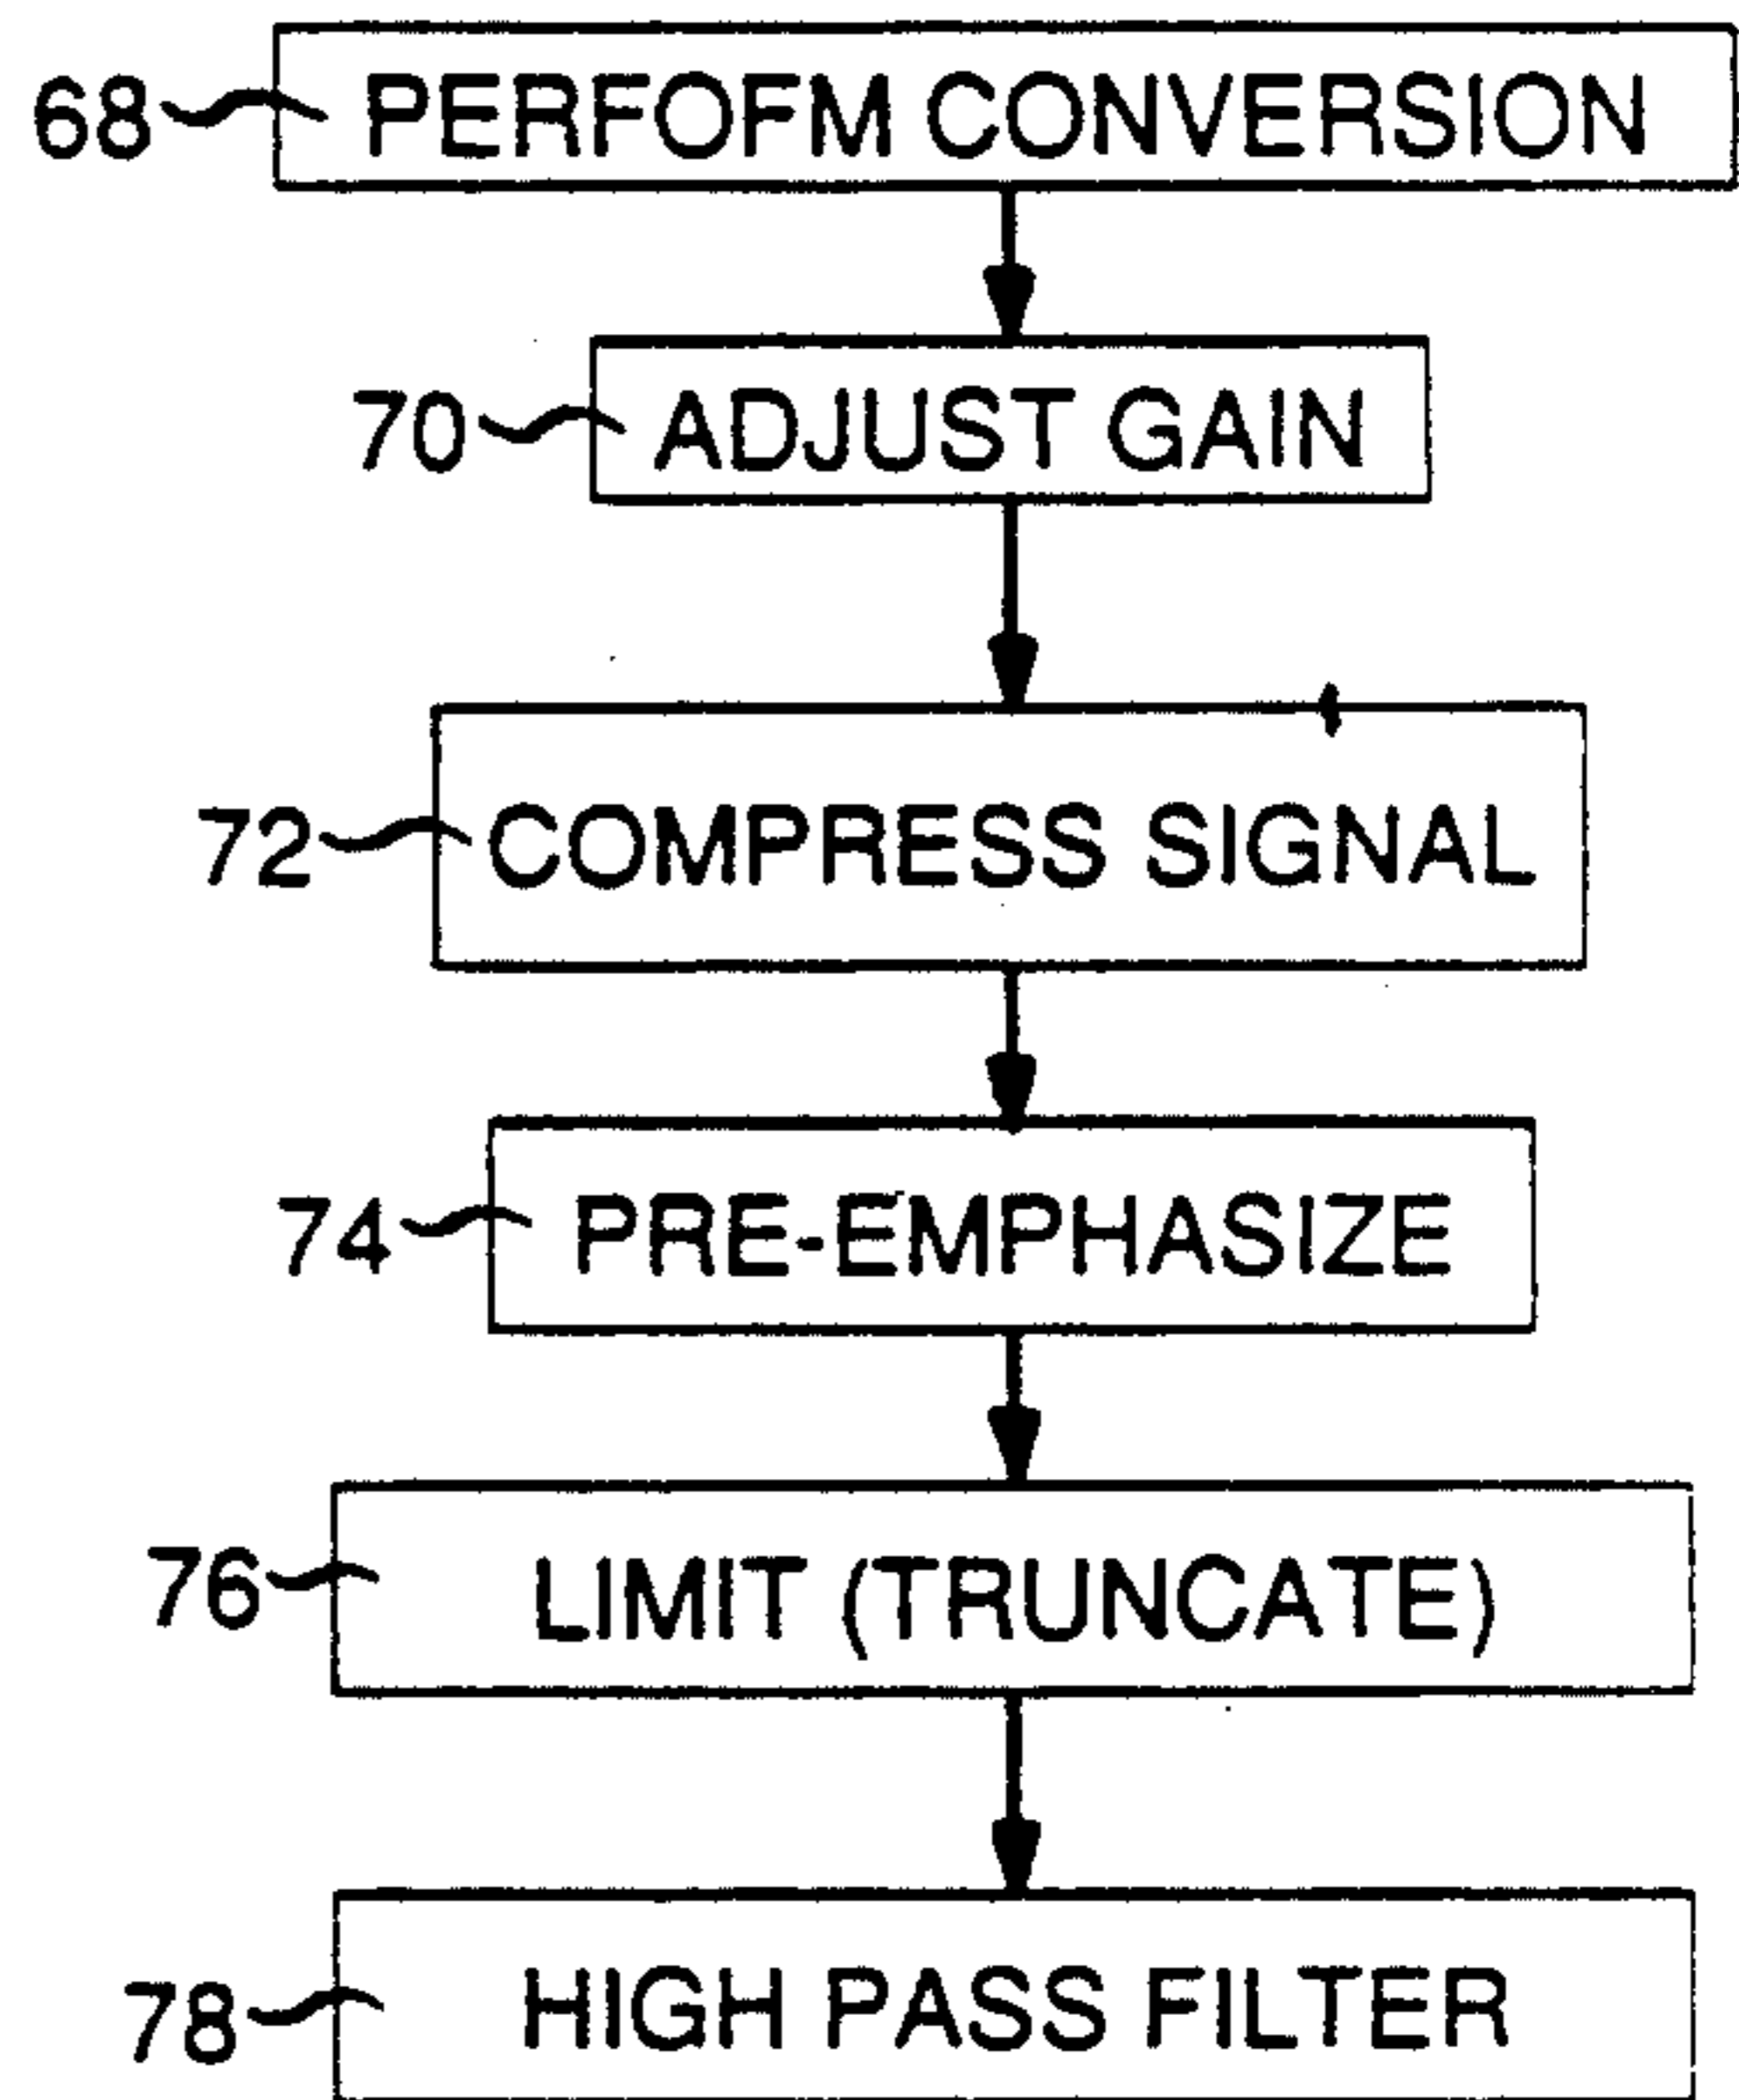 68 PERFOFM CONVERSION
70 ADJUST GAIN
72 COMPRESS SIGNAL
74 PRE-EMPHASIZE
76 LIMIT (TRUNCATE)
78 HIGH PASS FILTER